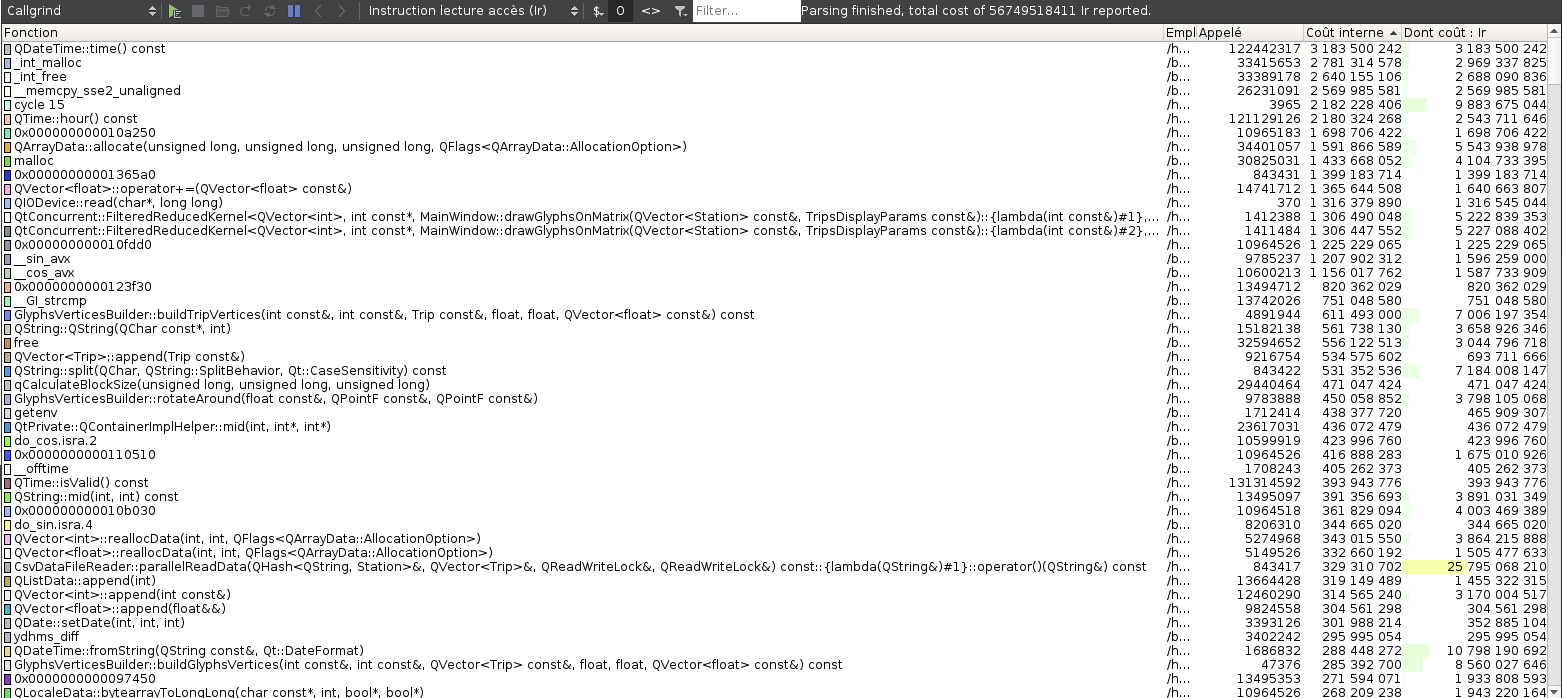 Callgrind Instruction lecture accès (Ir) $ O <> Filter... Parsing finished, total cost of 56749518411 Ir reported.
Fonction Empl Appelé Coût interne Dont coût : Ir
QDateTime::time() const /h... 122442317 3 183 500 242 3 183 500 242
_int_malloc /b... 33415653 2 781 314 578 2 969 337 825
_int_free /b... 33389178 2 640 155 106 2 688 090 836
__memcpy_sse2_unaligned /b... 26231091 2 569 985 581 2 569 985 581
cycle 15 /h... 3965 2 182 228 406 9 883 675 044
QTime::hour() const /h... 121129126 2 180 324 268 2 543 711 646
0x000000000010a250 /h... 10965183 1 698 706 422 1 698 706 422
QArrayData::allocate(unsigned long, unsigned long, unsigned long, QFlags<QArrayData::AllocationOption>) /h... 34401057 1 591 866 589 5 543 938 978
malloc /b... 30825031 1 433 668 052 4 104 733 395
0x00000000001365a0 /h... 843431 1 399 183 714 1 399 183 714
QVector<float>::operator+=(QVector<float> const&) /h... 14741712 1 365 644 508 1 640 663 807
QIODevice::read(char*, long long) /h... 370 1 316 379 890 1 316 545 044
QtConcurrent::FilteredReducedKernel<QVector<int>, int const*, MainWindow::drawGlyphsOnMatrix(QVector<Station> const&, TripsDisplayParams const&)::{lambda(int const&)#1},... /h... 1412388 1 306 490 048 5 222 839 353
QtConcurrent::FilteredReducedKernel<QVector<int>, int const*, MainWindow::drawGlyphsOnMatrix(QVector<Station> const&, TripsDisplayParams const&)::{lambda(int const&)#2},... /h... 1411484 1 306 447 552 5 227 088 402
0x000000000010fdd0 /h... 10964526 1 225 229 065 1 225 229 065
__sin_avx /b... 9785237 1 207 902 312 1 596 259 000
__cos_avx /b... 10600213 1 156 017 762 1 587 733 909
0x0000000000123f30 /h... 13494712 820 362 029 820 362 029
__GI_strcmp /b... 13742026 751 048 580 751 048 580
GlyphsVerticesBuilder::buildTripVertices(int const&, int const&, Trip const&, float, float, QVector<float> const&) const /h... 4891944 611 493 000 7 006 197 354
QString::QString(QChar const*, int) /h... 15182138 561 738 130 3 658 926 346
free /b... 32594652 556 122 513 3 044 796 718
QVector<Trip>::append(Trip const&) /h... 9216754 534 575 602 693 711 666
QString::split(QChar, QString::SplitBehavior, Qt::CaseSensitivity) const /h... 843422 531 352 536 7 184 008 147
qCalculateBlockSize(unsigned long, unsigned long, unsigned long) /h... 29440464 471 047 424 471 047 424
GlyphsVerticesBuilder::rotateAround(float const&, QPointF const&, QPointF const&) /h... 9783888 450 058 852 3 798 105 068
getenv /b... 1712414 438 377 720 465 909 307
QtPrivate::QContainerImplHelper::mid(int, int*, int*) /h... 23617031 436 072 479 436 072 479
do_cos.isra.2 /b... 10599919 423 996 760 423 996 760
0x0000000000110510 /h... 10964526 416 888 283 1 675 010 926
__offtime /b... 1708243 405 262 373 405 262 373
QTime::isValid() const /h... 131314592 393 943 776 393 943 776
QString::mid(int, int) const /h... 13495097 391 356 693 3 891 031 349
0x000000000010b030 /h... 10964518 361 829 094 4 003 469 389
do_sin.isra.4 /b... 8206310 344 665 020 344 665 020
QVector<int>::reallocData(int, int, QFlags<QArrayData::AllocationOption>) /h... 5274968 343 015 550 3 864 215 888
QVector<float>::reallocData(int, int, QFlags<QArrayData::AllocationOption>) /h... 5149526 332 660 192 1 505 477 633
CsvDataFileReader::parallelReadData(QHash<QString, Station>&, QVector<Trip>&, QReadWriteLock&, QReadWriteLock&) const::{lambda(QString&)#1}::operator()(QString&) const /h... 843417 329 310 702 25 795 068 210
QListData::append(int) /h... 13664428 319 149 489 1 455 322 315
QVector<int>::append(int const&) /h... 12460290 314 565 240 3 170 004 517
QVector<float>::append(float&&) /h... 9824558 304 561 298 304 561 298
QDate::setDate(int, int, int) /h... 3393126 301 988 214 352 885 104
ydhms_diff /b... 3402242 295 995 054 295 995 054
QDateTime::fromString(QString const&, Qt::DateFormat) /h... 1686832 288 448 272 10 798 190 692
GlyphsVerticesBuilder::buildGlyphsVertices(int const&, int const&, QVector<Trip> const&, float, float, QVector<float> const&) const /h... 47376 285 392 700 8 560 027 646
0x0000000000097450 /h... 13495353 271 594 071 1 933 808 593
QLocaleData::bytearrayToLongLong(char const*, int, bool*, bool*) /h... 10964526 268 209 238 1 943 220 164